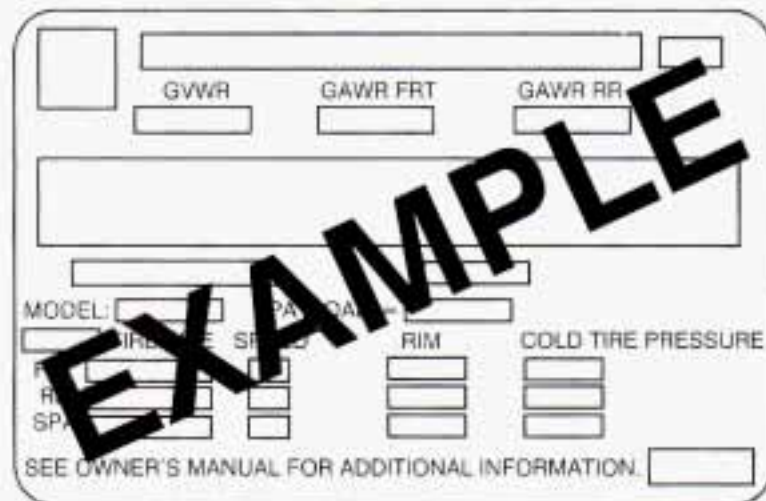 GVWR GAWR FRT GAWR RR
EXAMPLE
MODEL:
RIM COLD TIRE PRESSURE
SEE OWNER'S MANUAL FOR ADDITIONAL INFORMATION.